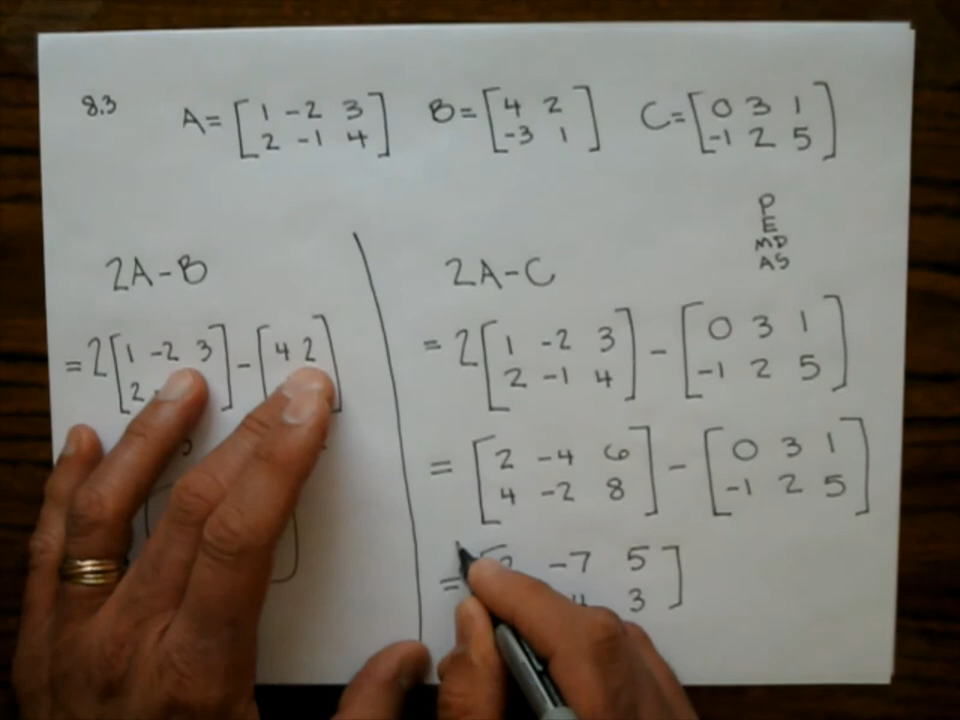 8.3 A = [1 -2 3 B = [4 2] C = [0 3 1
2 -1 4] -3 1] -1 2 5]
P
E
MD
AS
2A-B
= 2[1 -2 3] - [4 2]
2
2A-C
= 2[1 -2 3 - [0 3 1
2 -1 4] -1 2 5]
= [2 -4 6 - [0 3 1
4 -2 8] -1 2 5]
= [2 -7 5
4 3]